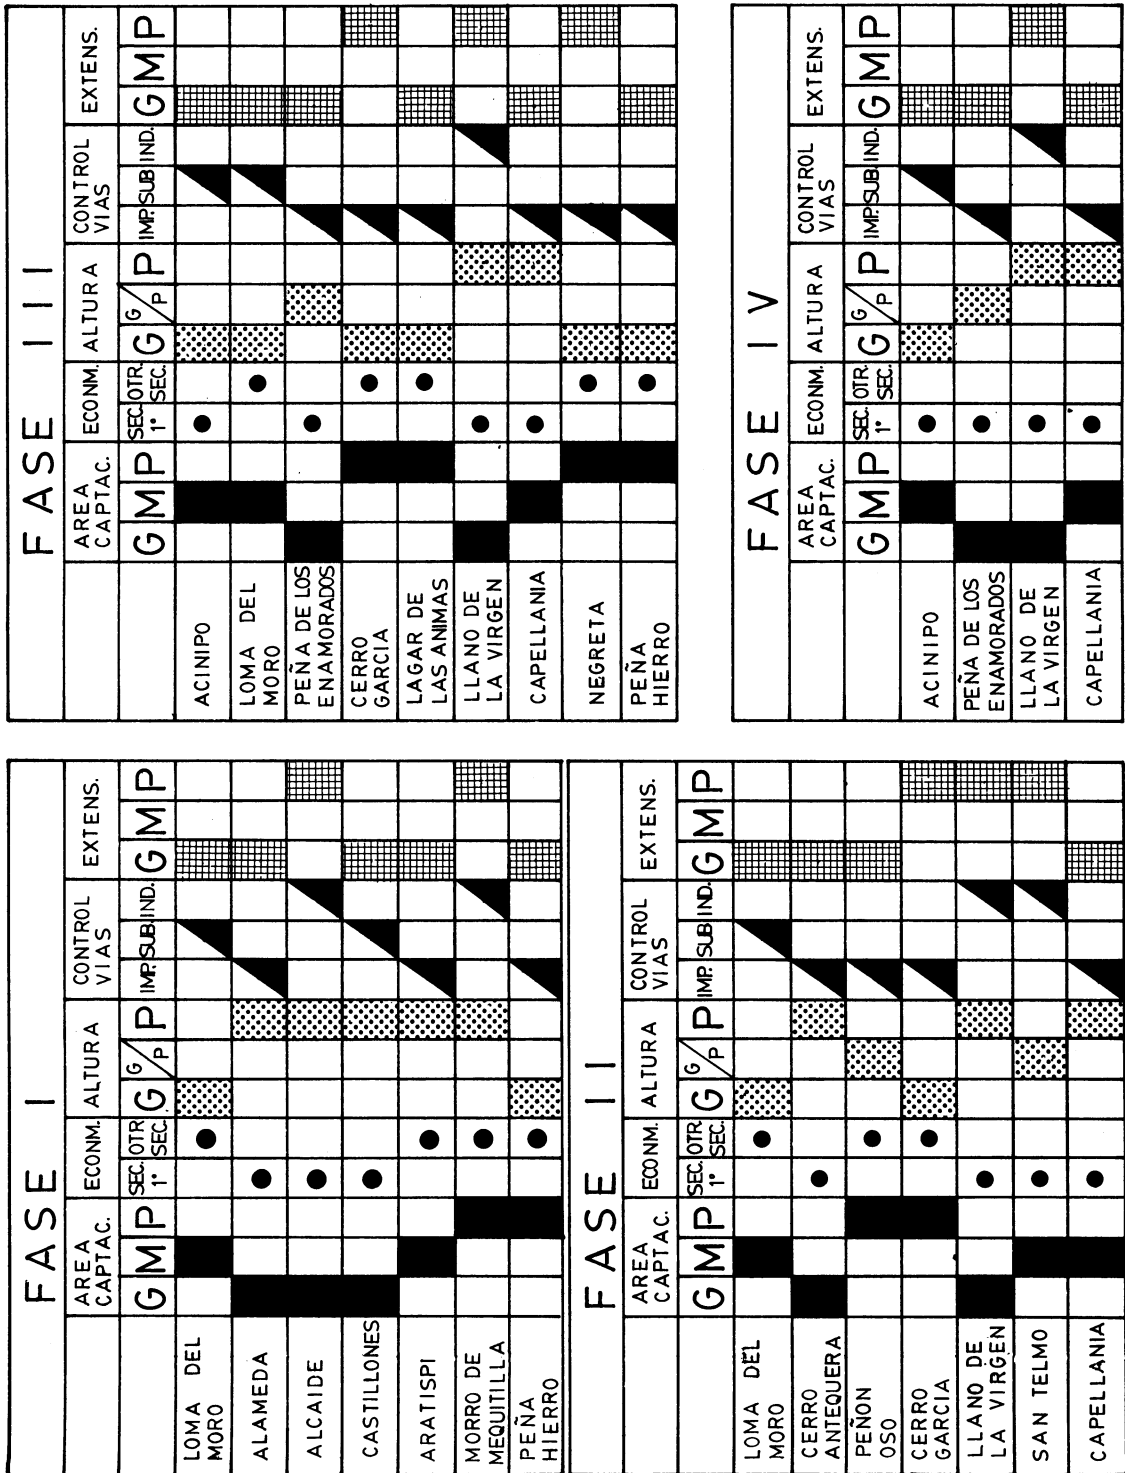 FASE I
AREA CAPTAC. ECONM. ALTURA CONTROL VIAS EXTENS.
G M P SEC. 1º OTR. SEC. G G/P P IMP. SUB. IND. G M P
LOMA DEL MORO
ALAMEDA
ALCAIDE
CASTILLONES
ARATISPI
MORRO DE MEQUITILLA
PEÑA HIERRO
FASE II
AREA CAPTAC. ECONM. ALTURA CONTROL VIAS EXTENS.
G M P SEC. 1º OTR. SEC. G G/P P IMP. SUB. IND. G M P
LOMA DEL MORO
CERRO ANTEQUERA
PEÑON OSO
CERRO GARCIA
LLANO DE LA VIRGEN
SAN TELMO
CAPELLANIA
FASE III
AREA CAPTAC. ECONM. ALTURA CONTROL VIAS EXTENS.
G M P SEC. 1º OTR. SEC. G G/P P IMP. SUB. IND. G M P
ACINIPO
LOMA DEL MORO
PEÑA DE LOS ENAMORADOS
CERRO GARCIA
LAGAR DE LAS ANIMAS
LLANO DE LA VIRGEN
CAPELLANIA
NEGRETA
PEÑA HIERRO
FASE IV
AREA CAPTAC. ECONM. ALTURA CONTROL VIAS EXTENS.
G M P SEC. 1º OTR. SEC. G G/P P IMP. SUB. IND. G M P
ACINIPO
PEÑA DE LOS ENAMORADOS
LLANO DE LA VIRGEN
CAPELLANIA